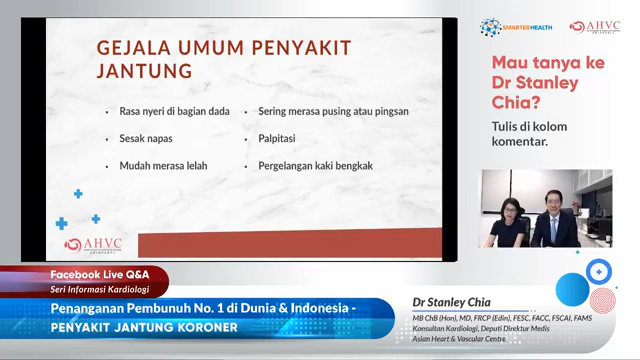 GEJALA UMUM PENYAKIT
JANTUNG
• Rasa nyeri di bagian dada
• Sesak napas
• Mudah merasa lelah
• Sering merasa pusing atau pingsan
• Palpitasi
• Pergelangan kaki bengkak
AHVC
SMARTERHEALTH
AHVC
Mau tanya ke
Dr Stanley
Chia?
Tulis di kolom
komentar.
Facebook Live Q&A
Seri Informasi Kardiologi
Penanganan Pembunuh No. 1 di Dunia & Indonesia -
PENYAKIT JANTUNG KORONER
Dr Stanley Chia
MB ChB (Hon), MD, FRCP (Edin), FESC, FACC, FSCAI, FAMS
Konsultan Kardiologi, Deputi Direktur Medis
Asian Heart & Vascular Centre